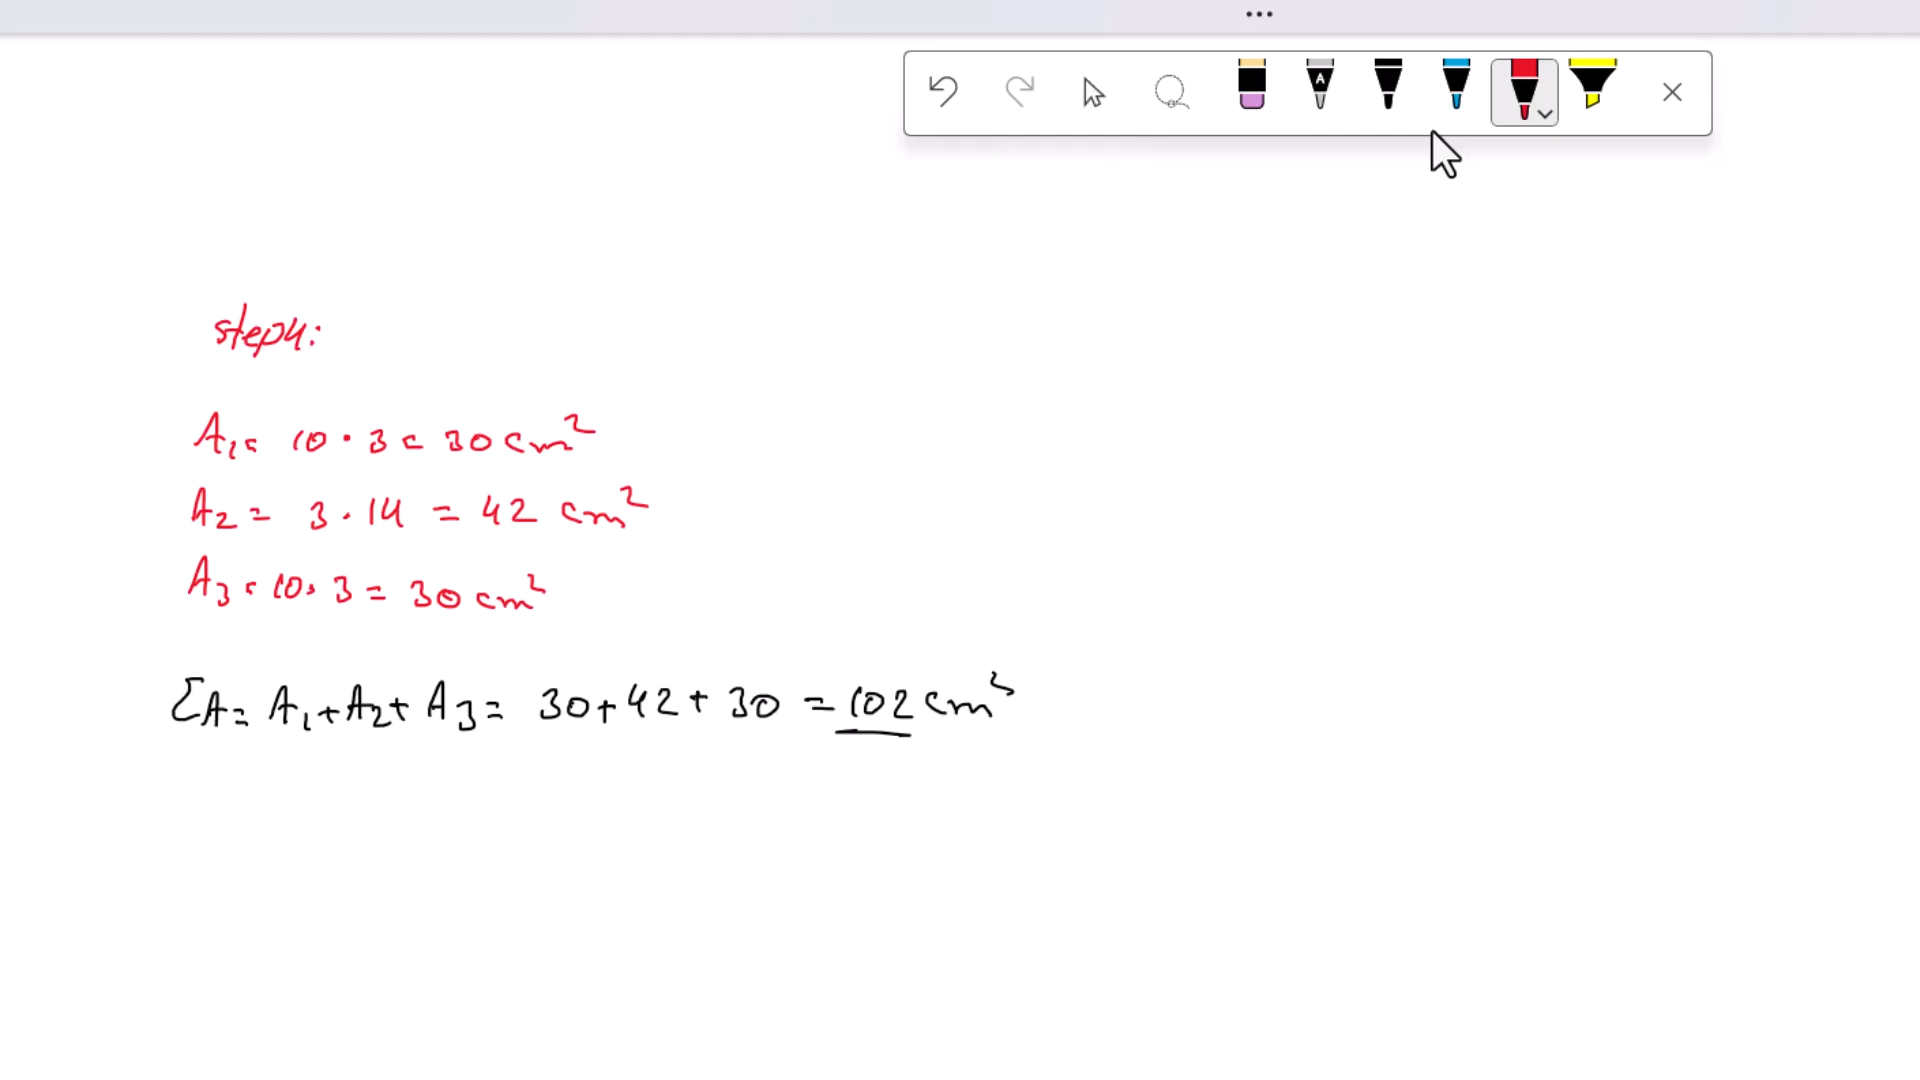 ...
A
step4:
A₁= 10 · 3 = 30 cm²
A₂ = 3 · 14 = 42 cm²
A₃ = 10 · 3 = 30 cm²
ΣA = A₁ + A₂ + A₃ = 30 + 42 + 30 = 102 cm²